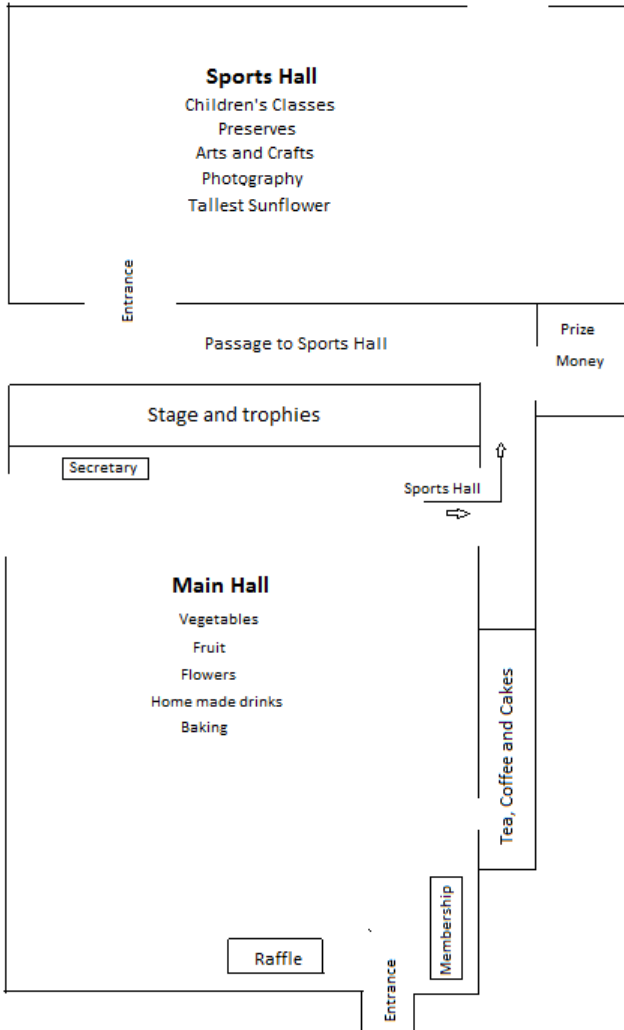 Sports Hall
Children's Classes
Preserves
Arts and Crafts
Photography
Tallest Sunflower
Entrance
Passage to Sports Hall
Prize
Money
Stage and trophies
Secretary
Sports Hall
Main Hall
Vegetables
Fruit
Flowers
Home made drinks
Baking
Tea, Coffee and Cakes
Membership
Raffle
Entrance